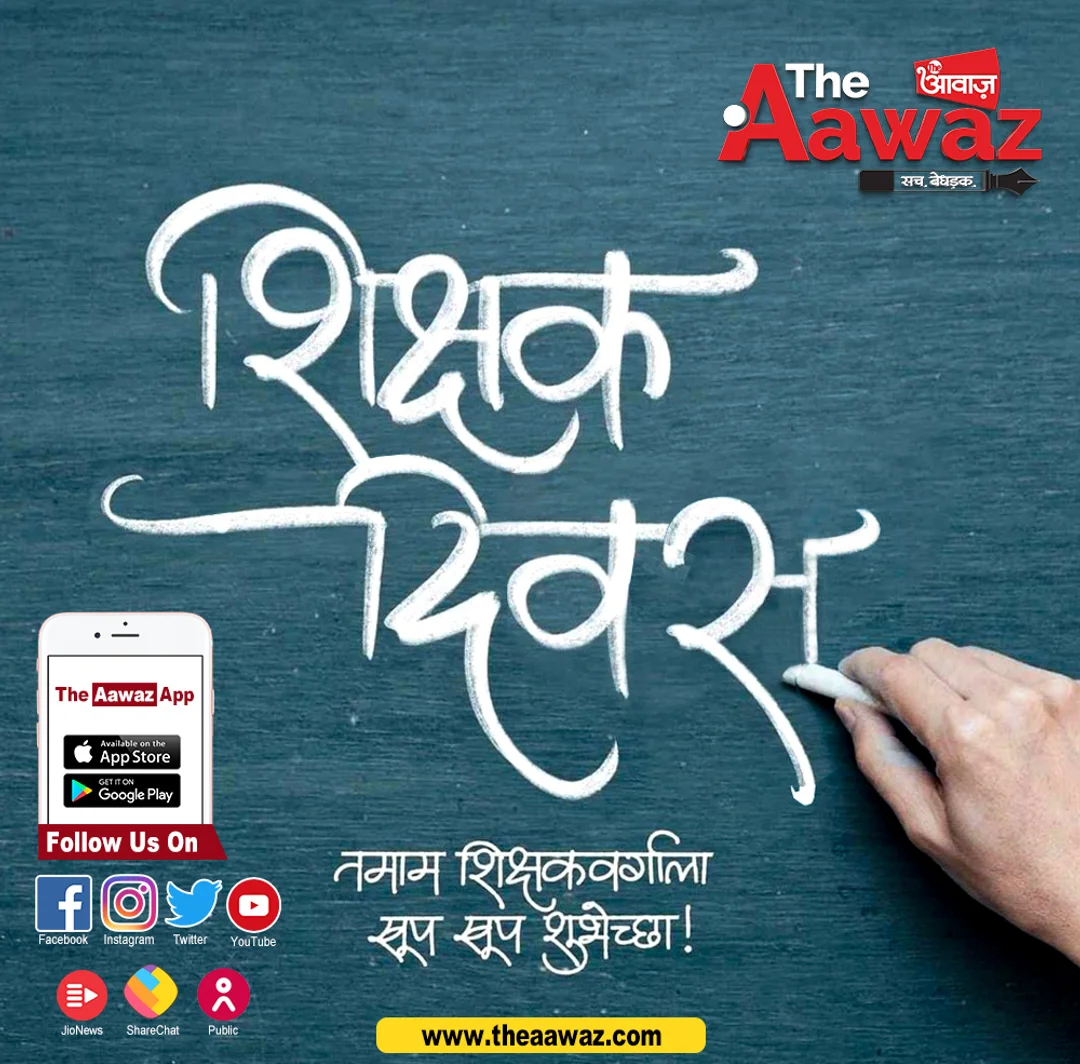 The आवाज़
The Aawaz
सच. बेधड़क.
शिक्षक
दिवस
The Aawaz App
Available on the
App Store
GET IT ON
Google Play
Follow Us On
Facebook Instagram Twitter YouTube
JioNews ShareChat Public
तमाम शिक्षकवर्गाला
खूप खूप शुभेच्छा!
www.theaawaz.com